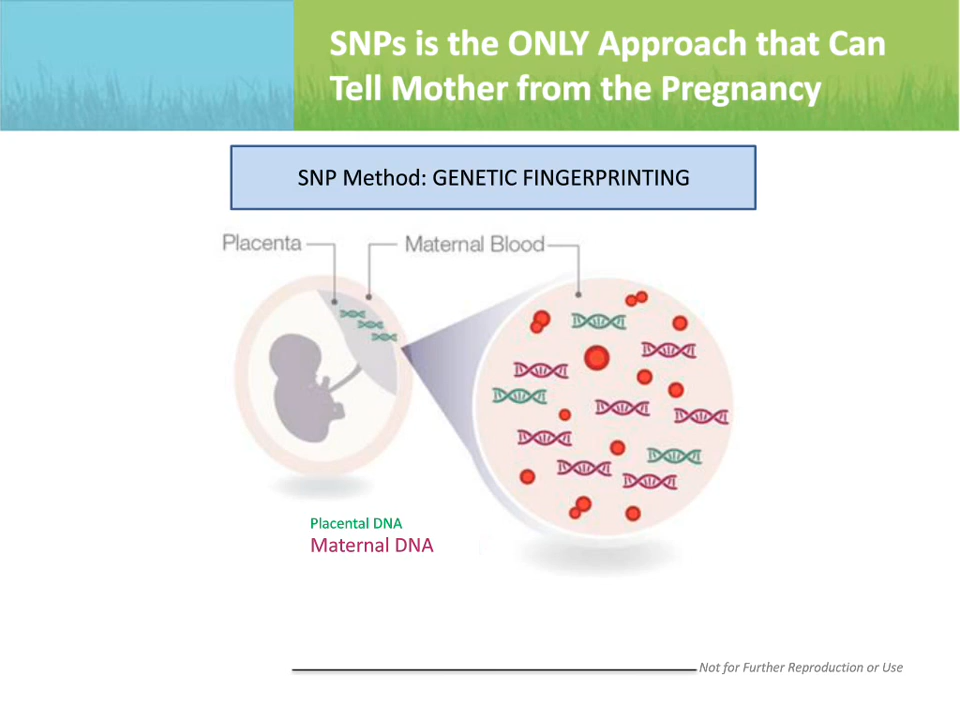 SNPs is the ONLY Approach that Can
Tell Mother from the Pregnancy
SNP Method: GENETIC FINGERPRINTING
Placenta
Maternal Blood
Placental DNA
Maternal DNA
Not for Further Reproduction or Use